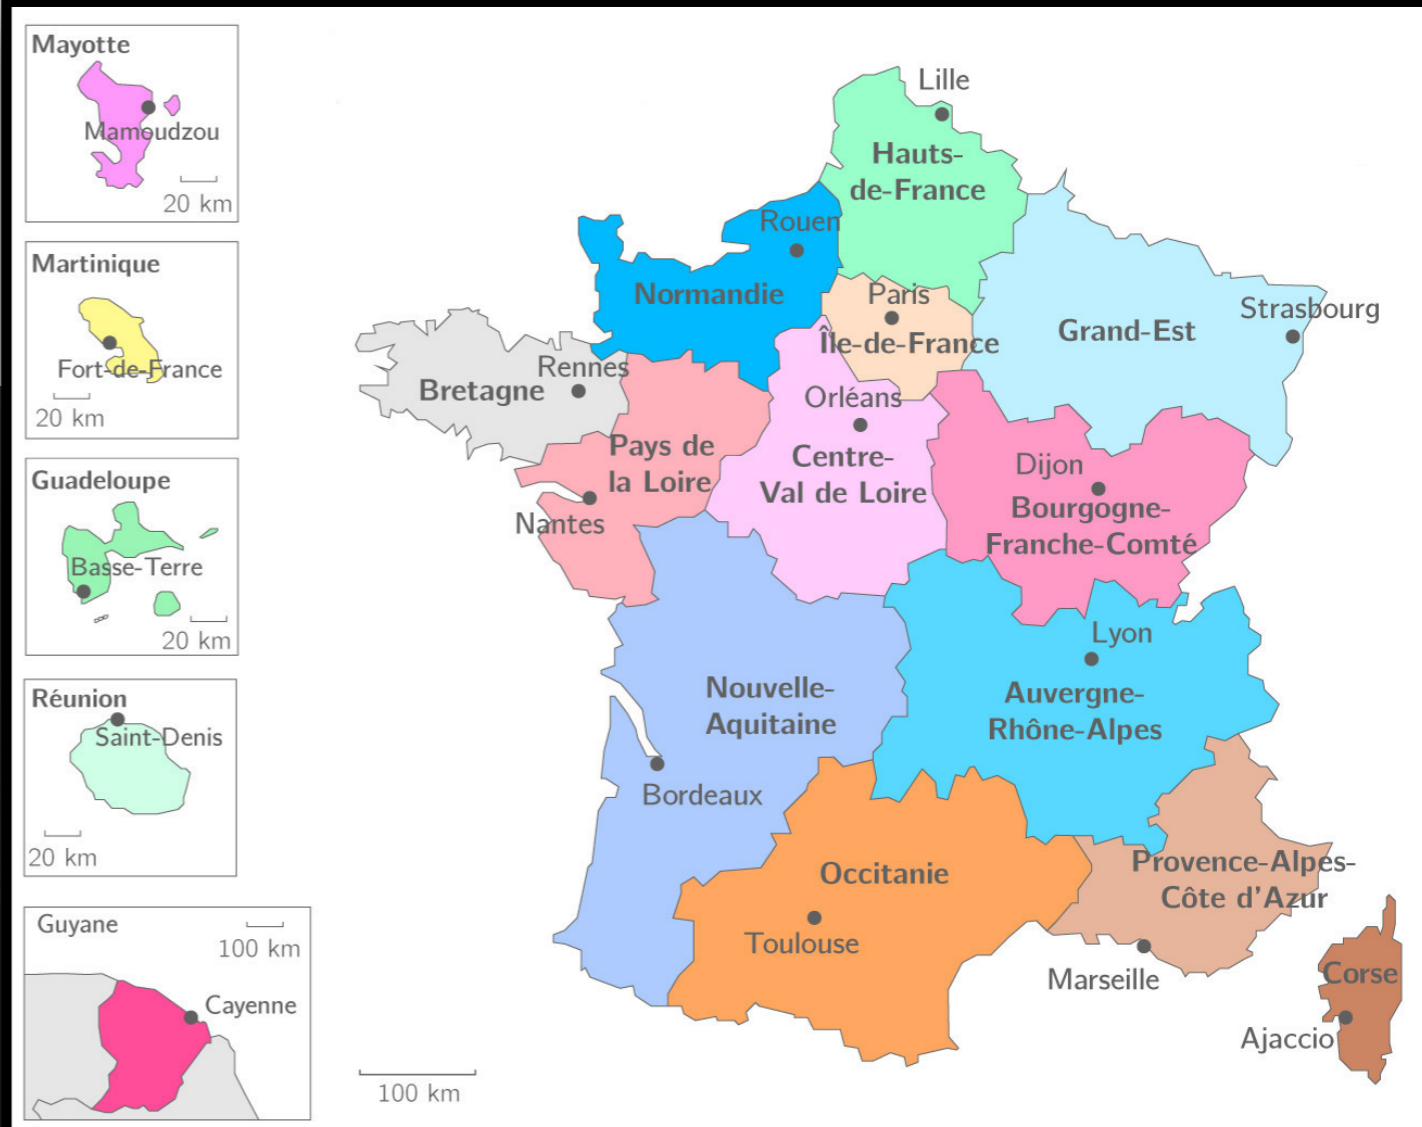 Mayotte
Mamoudzou
20 km
Martinique
Fort-de-France
20 km
Guadeloupe
Basse-Terre
20 km
Réunion
Saint-Denis
20 km
Guyane
100 km
Cayenne
Lille
Hauts-
de-France
Rouen
Normandie
Paris
Île-de-France
Strasbourg
Grand-Est
Rennes
Bretagne
Orléans
Centre-
Val de Loire
Pays de
la Loire
Nantes
Dijon
Bourgogne-
Franche-Comté
Lyon
Auvergne-
Rhône-Alpes
Nouvelle-
Aquitaine
Bordeaux
Occitanie
Toulouse
Provence-Alpes-
Côte d'Azur
Marseille
Corse
Ajaccio
100 km